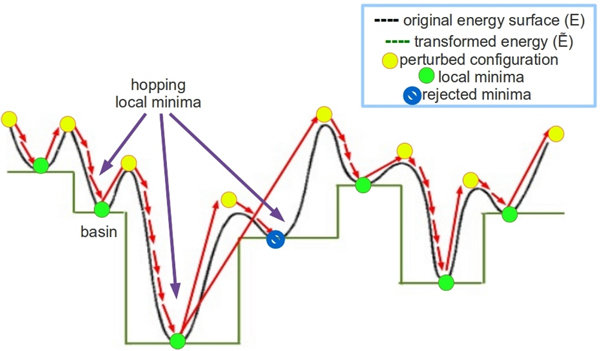 original energy surface (E)
transformed energy (Ẽ)
perturbed configuration
local minima
rejected minima
hopping
local minima
basin